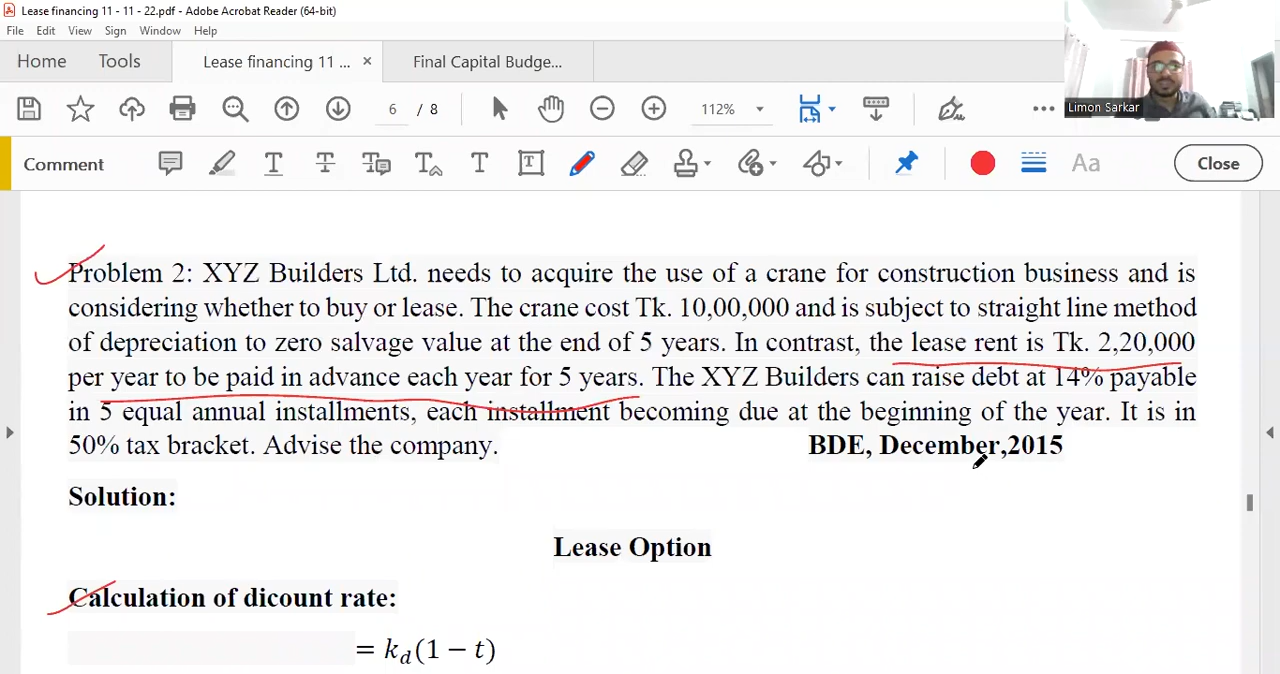 Lease financing 11 - 11 - 22.pdf - Adobe Acrobat Reader (64-bit)
File Edit View Sign Window Help
Home Tools Lease financing 11 ... × Final Capital Budge...
6 / 8 112%
Limon Sarkar
Comment Aa Close
Problem 2: XYZ Builders Ltd. needs to acquire the use of a crane for construction business and is
considering whether to buy or lease. The crane cost Tk. 10,00,000 and is subject to straight line method
of depreciation to zero salvage value at the end of 5 years. In contrast, the lease rent is Tk. 2,20,000
per year to be paid in advance each year for 5 years. The XYZ Builders can raise debt at 14% payable
in 5 equal annual installments, each installment becoming due at the beginning of the year. It is in
50% tax bracket. Advise the company. BDE, December,2015
Solution:
Lease Option
Calculation of dicount rate:
= k_d(1 − t)